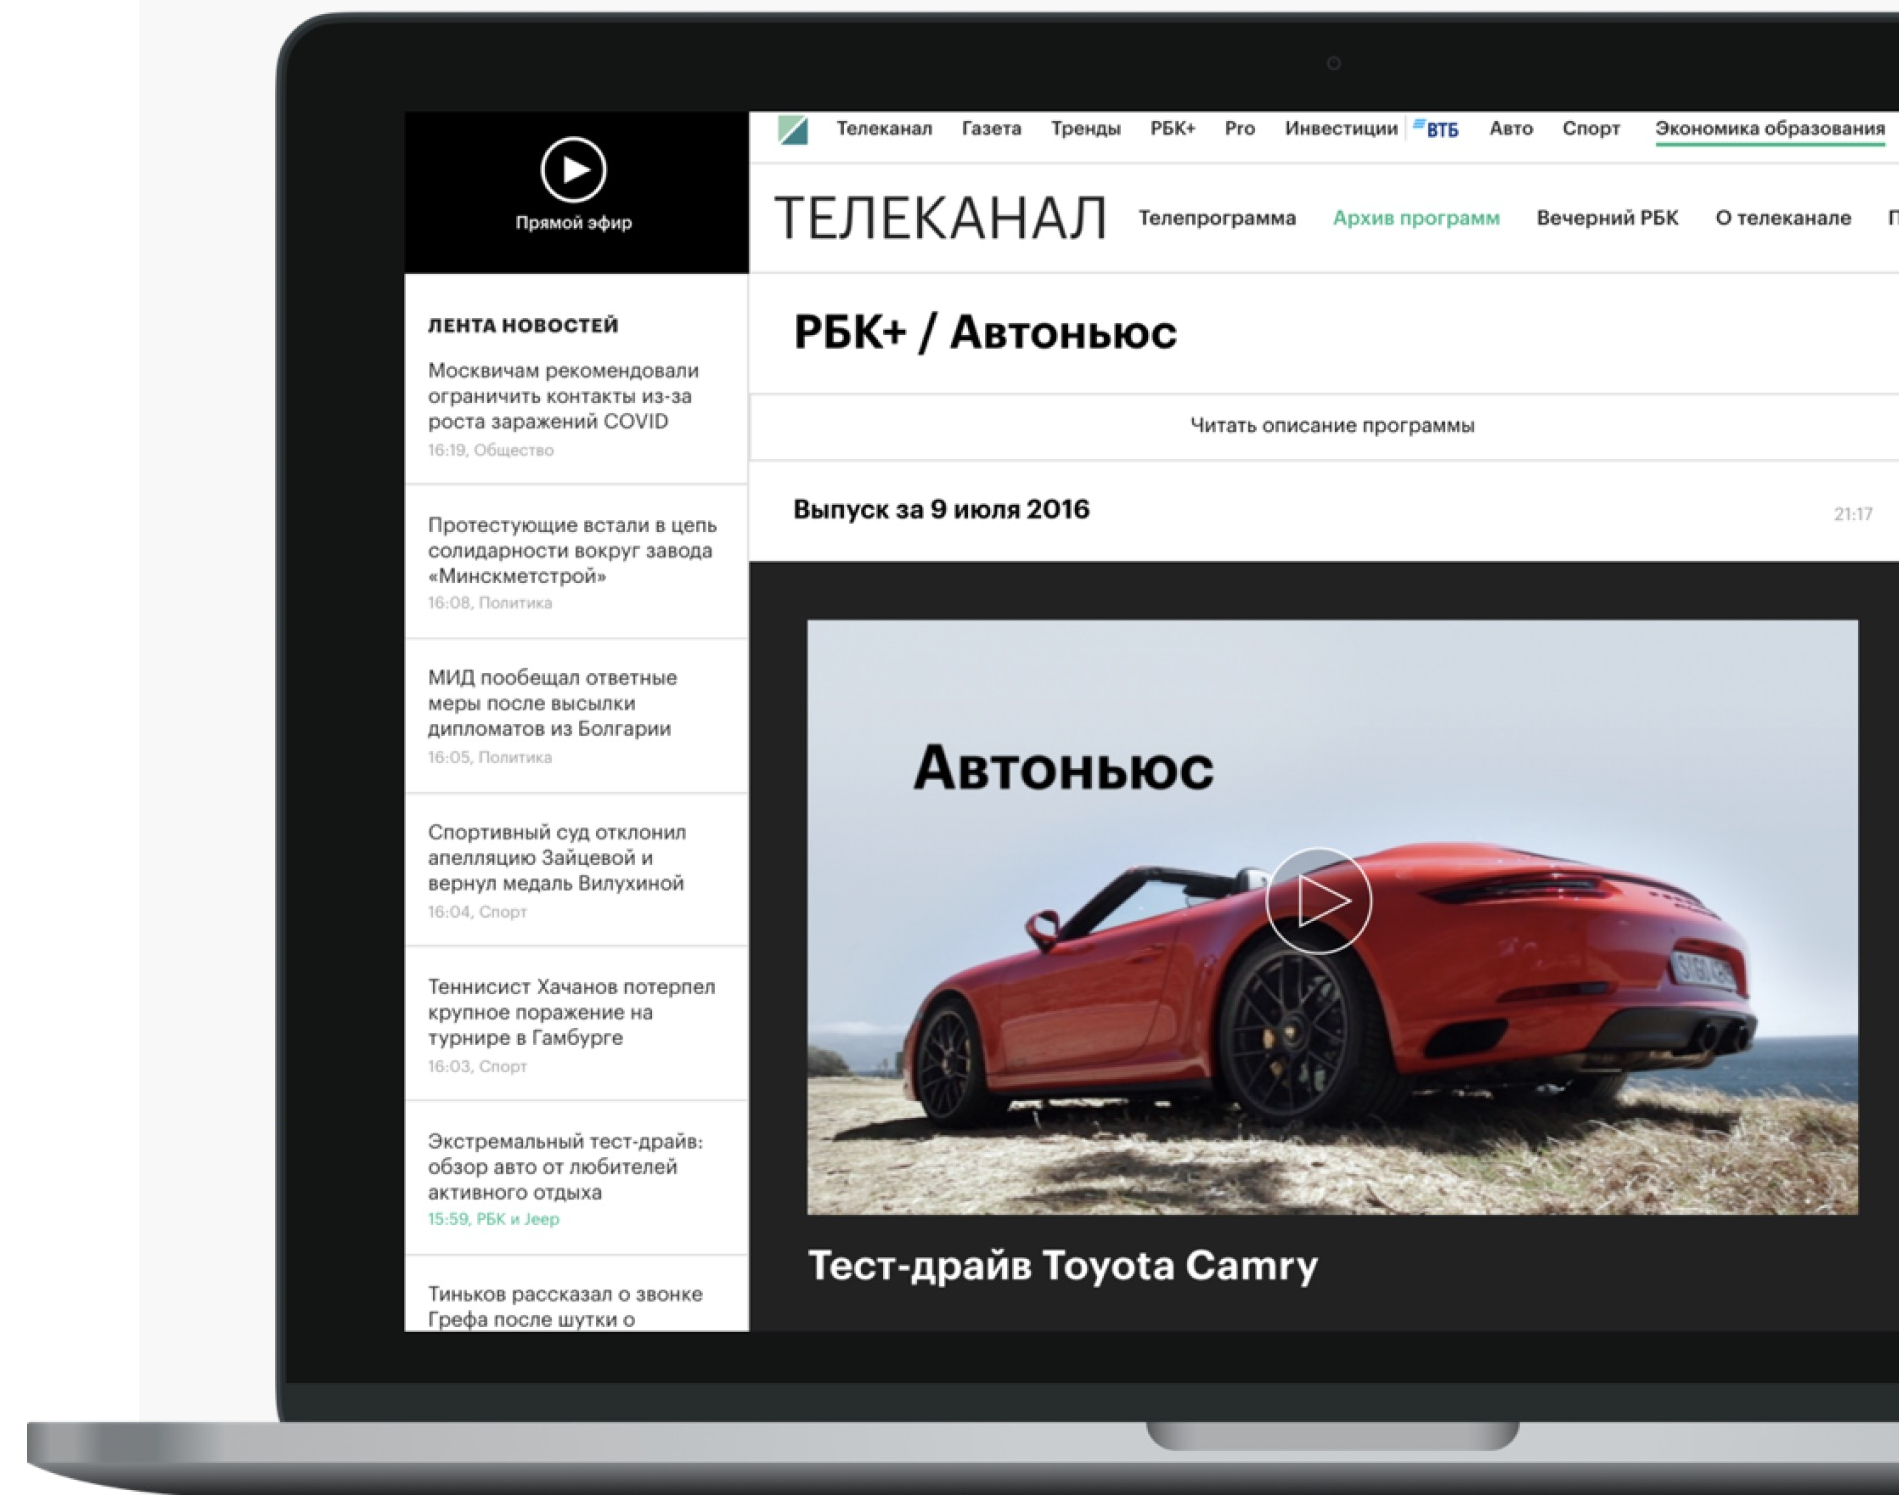 Прямой эфир
Телеканал Газета Тренды РБК+ Pro Инвестиции ВТБ Авто Спорт Экономика образования
ТЕЛЕКАНАЛ Телепрограмма Архив программ Вечерний РБК О телеканале
ЛЕНТА НОВОСТЕЙ
Москвичам рекомендовали
ограничить контакты из-за
роста заражений COVID
16:19, Общество
Протестующие встали в цепь
солидарности вокруг завода
«Минскметстрой»
16:08, Политика
МИД пообещал ответные
меры после высылки
дипломатов из Болгарии
16:05, Политика
Спортивный суд отклонил
апелляцию Зайцевой и
вернул медаль Вилухиной
16:04, Спорт
Теннисист Хачанов потерпел
крупное поражение на
турнире в Гамбурге
16:03, Спорт
Экстремальный тест-драйв:
обзор авто от любителей
активного отдыха
15:59, РБК и Jeep
Тиньков рассказал о звонке
Грефа после шутки о
РБК+ / Автоньюс
Читать описание программы
Выпуск за 9 июля 2016
21:17
Автоньюс
Тест-драйв Toyota Camry